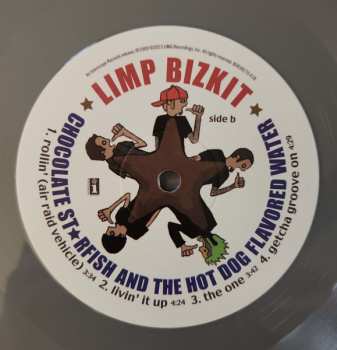 LIMP BIZKIT
side b
CHOCOLATE ST★RFISH AND THE HOT DOG FLAVORED WATER
1. rollin' (air raid vehicle) 3:34 2. livin' it up 4:24 3. the one 3:42 4. getcha groove on 4:29